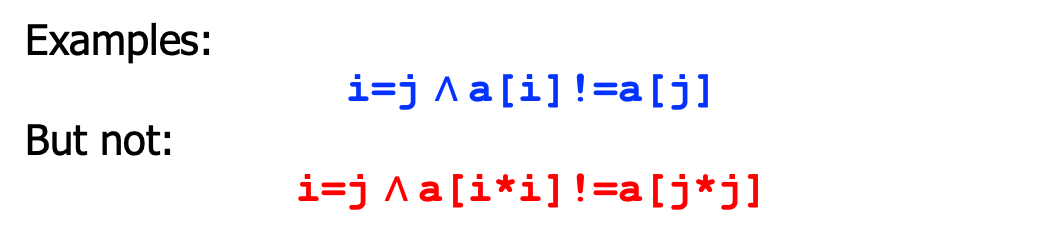 Examples:
i=j ∧ a[i]!=a[j]
But not:
i=j ∧ a[i*i]!=a[j*j]